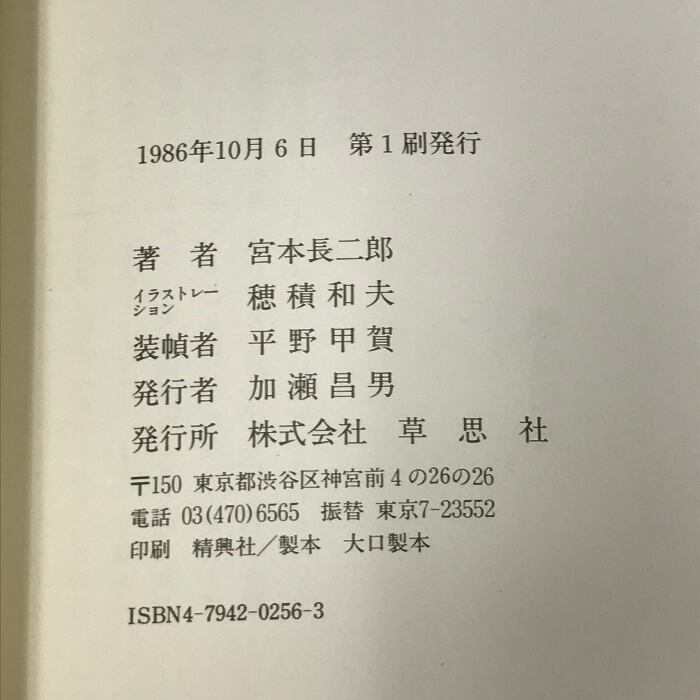 1986年10月6日　第1刷発行
著　者　宮本長二郎
イラストレーション　穂積和夫
装幀者　平野甲賀
発行者　加瀬昌男
発行所　株式会社　草思社
〒150 東京都渋谷区神宮前4の26の26
電話 03(470)6565　振替 東京7-23552
印刷　精興社／製本　大口製本
ISBN4-7942-0256-3